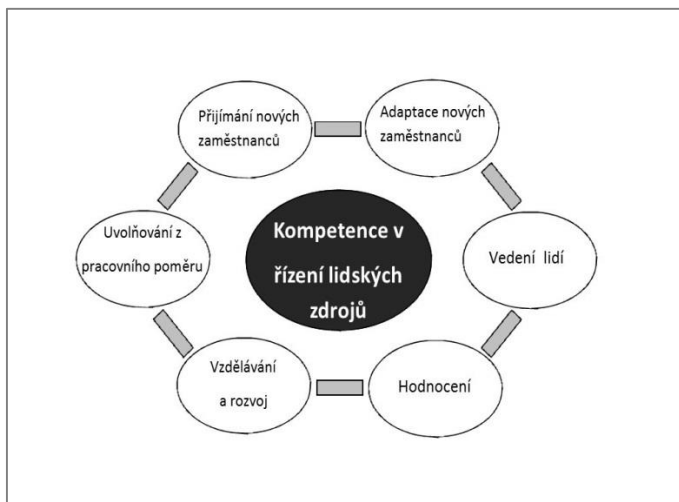 Přijímání nových
zaměstnanců
Adaptace nových
zaměstnanců
Uvolňování z
pracovního poměru
Kompetence v
řízení lidských
zdrojů
Vedení lidí
Vzdělávání
a rozvoj
Hodnocení